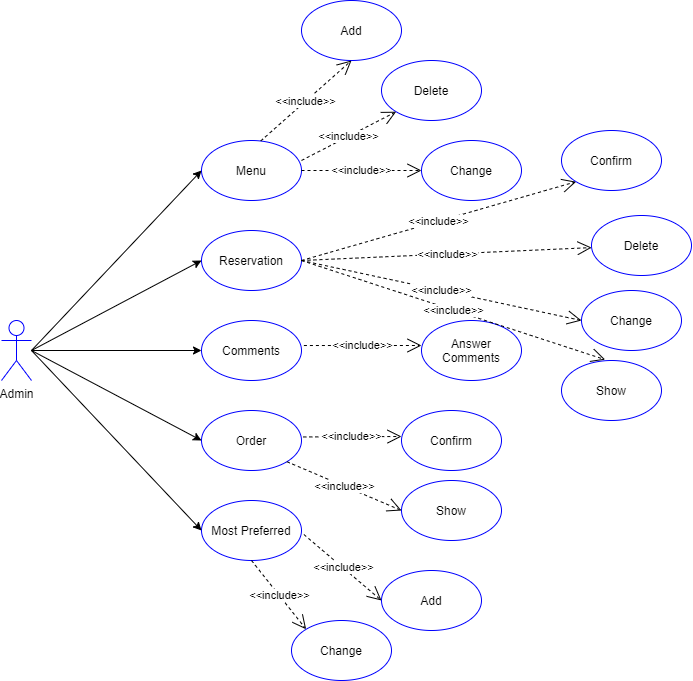 Add
<<include>>
Delete
<<include>>
Menu
<<include>>
Change
Confirm
<<include>>
Reservation
<<include>>
Delete
<<include>>
<<include>>
Change
Comments
<<include>>
Answer
Comments
Show
Admin
Order
<<include>>
Confirm
<<include>>
Show
Most Preferred
<<include>>
Add
<<include>>
Change